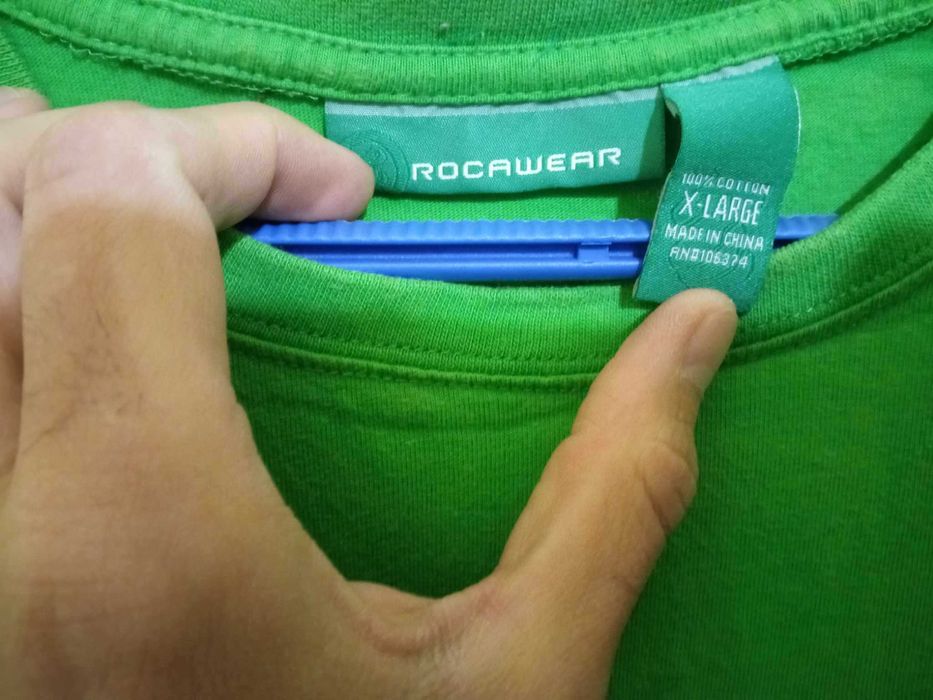 ROCAWEAR
100% COTTON
X-LARGE
MADE IN CHINA
RN#106374